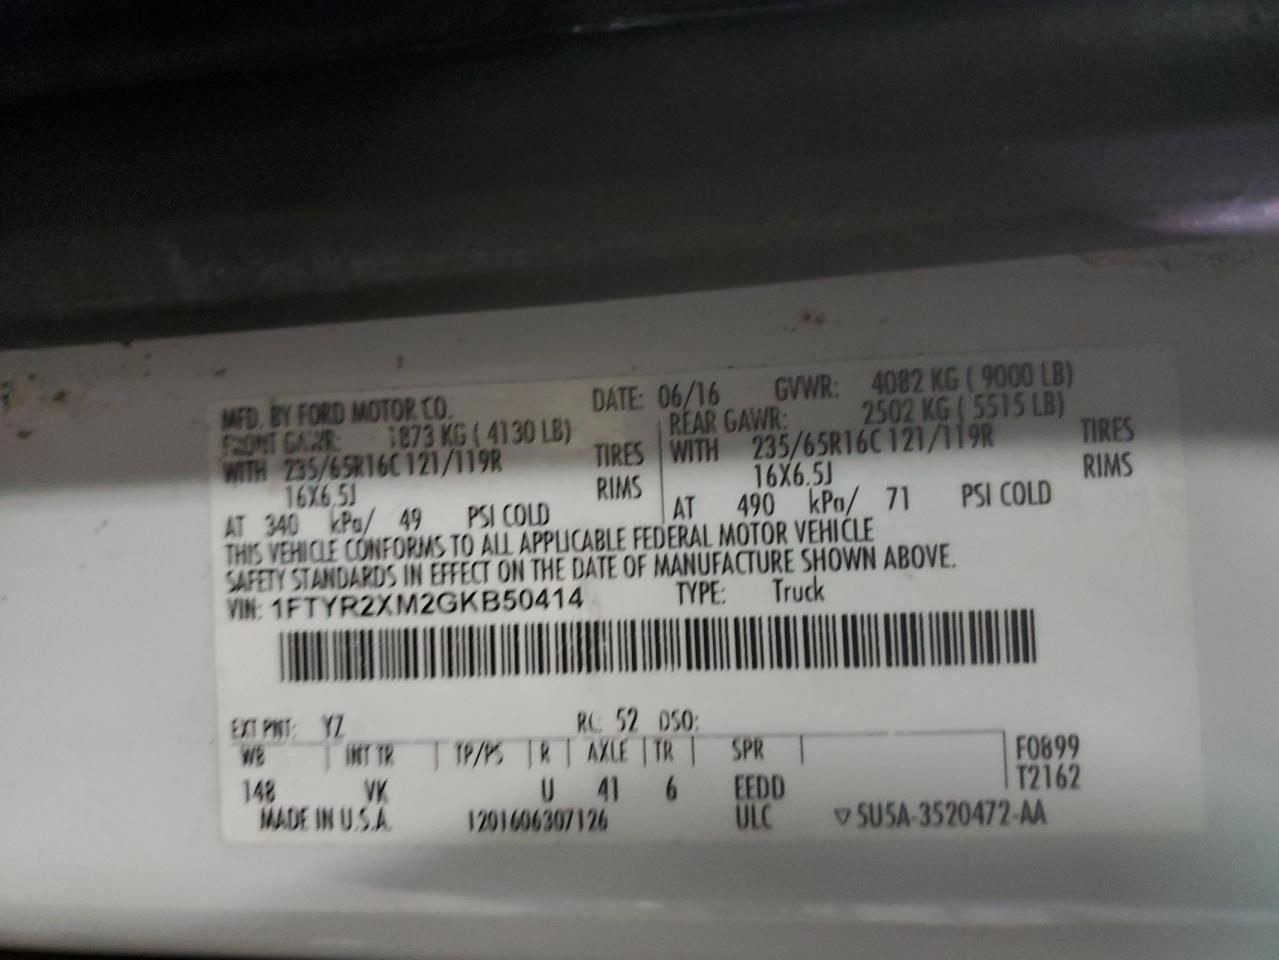 MFD. BY FORD MOTOR CO. DATE: 06/16 GVWR: 4082 KG ( 9000 LB)
FRONT GAWR: 1873 KG ( 4130 LB) REAR GAWR: 2502 KG ( 5515 LB)
WITH 235/65R16C 121/119R TIRES WITH 235/65R16C 121/119R TIRES
16X6.5J RIMS 16X6.5J RIMS
AT 340 kPa/ 49 PSI COLD AT 490 kPa/ 71 PSI COLD
THIS VEHICLE CONFORMS TO ALL APPLICABLE FEDERAL MOTOR VEHICLE
SAFETY STANDARDS IN EFFECT ON THE DATE OF MANUFACTURE SHOWN ABOVE.
VIN: 1FTYR2XM2GKB50414 TYPE: Truck
EXT PNT: YZ RC: 52 DSO:
WB INT TR TP/PS R AXLE TR SPR F0899
148 VK U 41 6 EEDD T2162
MADE IN U.S.A. 1201606307126 ULC ▽ 5U5A-3520472-AA